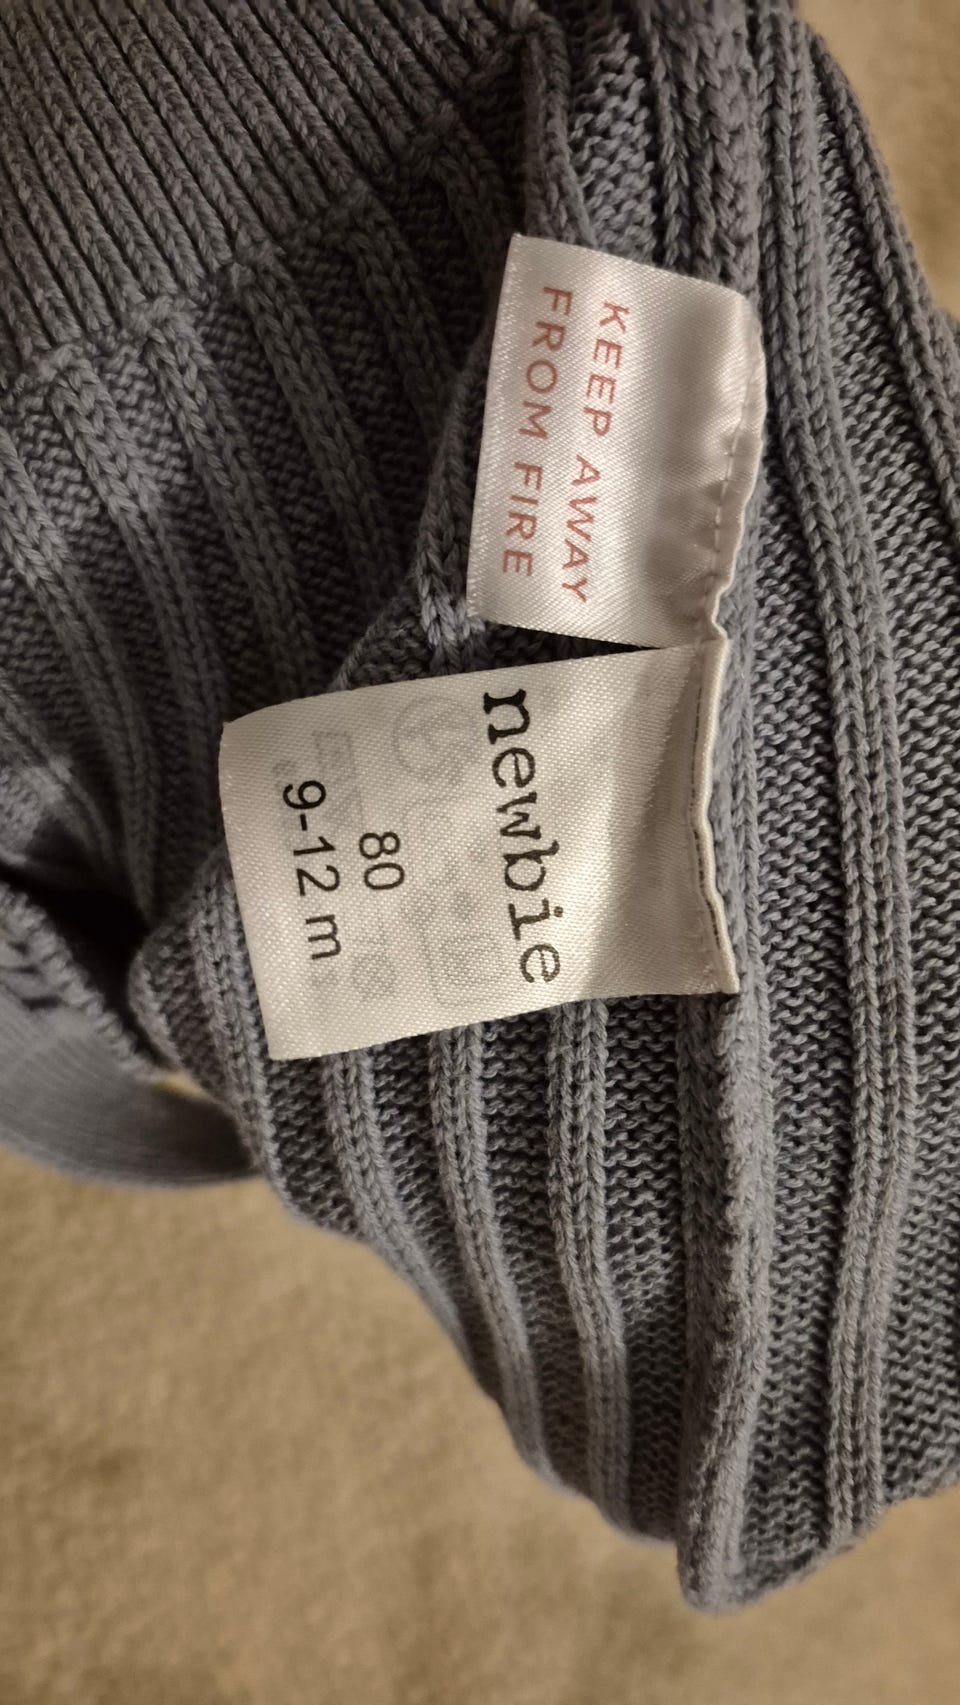 KEEP AWAY
FROM FIRE
newbie
80
9-12 m